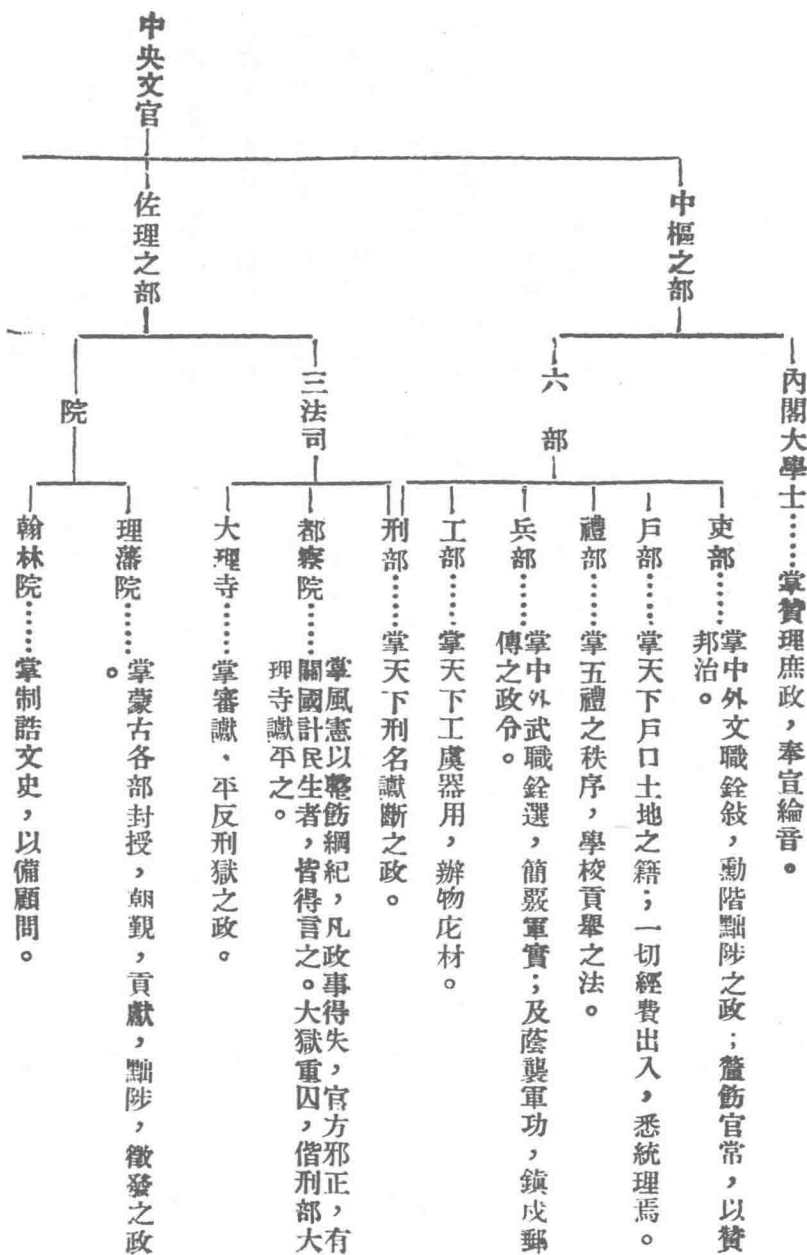 中央文官
中樞之部
內閣大學士……掌贊理庶政，奉宣綸音。
六部
吏部……掌中外文職銓敍，勳階黜陟之政；釐飭官常，以贊
邦治。
戶部……掌天下戶口土地之籍；一切經費出入，悉統理焉。
禮部……掌五禮之秩序，學校貢舉之法。
兵部……掌中外武職銓選，簡覈軍實；及蔭襲軍功，鎮戍郵
傳之政令。
工部……掌天下工虞器用，辦物庀材。
刑部……掌天下刑名讞斷之政。
佐理之部
三法司
都察院……掌風憲以整飭綱紀，凡政事得失，官方邪正，有
關國計民生者，皆得言之。大獄重囚，偕刑部大
理寺讞平之。
大理寺……掌審讞、平反刑獄之政。
院
理藩院……掌蒙古各部封授，朝覲，貢獻，黜陟，徵發之政
。
翰林院……掌制誥文史，以備顧問。